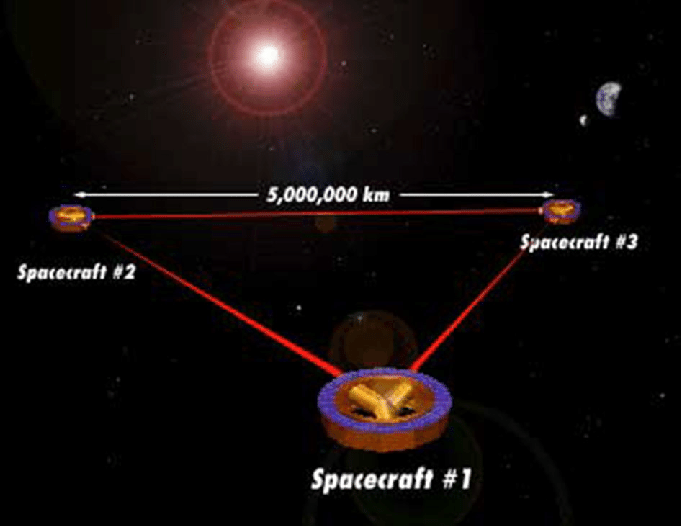 5,000,000 km
Spacecraft #3
Spacecraft #2
Spacecraft #1